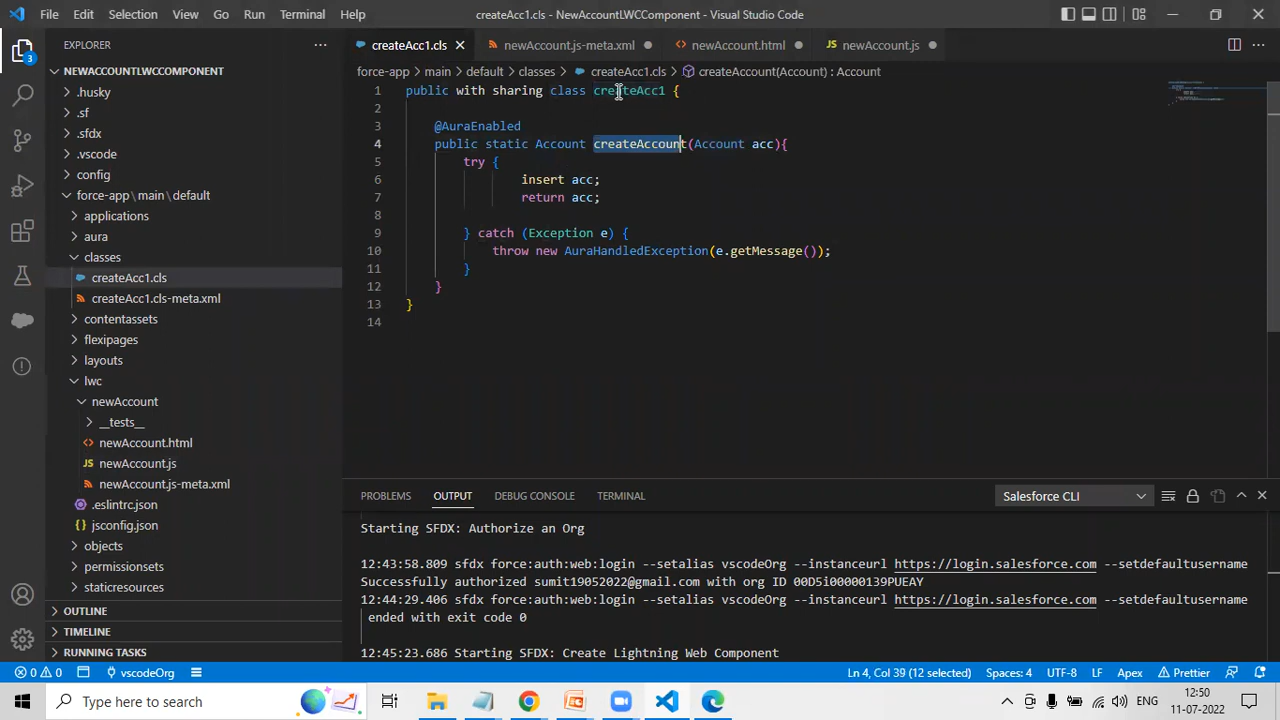 File Edit Selection View Go Run Terminal Help createAcc1.cls - NewAccountLWCComponent - Visual Studio Code
EXPLORER
3
NEWACCOUNTLWCCOMPONENT
.husky
.sf
.sfdx
.vscode
config
force-app\main\default
applications
aura
classes
createAcc1.cls
createAcc1.cls-meta.xml
contentassets
flexipages
layouts
lwc
newAccount
__tests__
newAccount.html
JS newAccount.js
newAccount.js-meta.xml
.eslintrc.json
jsconfig.json
objects
permissionsets
staticresources
OUTLINE
TIMELINE
RUNNING TASKS
createAcc1.cls newAccount.js-meta.xml newAccount.html JS newAccount.js
force-app > main > default > classes > createAcc1.cls > createAccount(Account) : Account
1 public with sharing class createAcc1 {
2
3 @AuraEnabled
4 public static Account createAccount(Account acc){
5 try {
6 insert acc;
7 return acc;
8
9 } catch (Exception e) {
10 throw new AuraHandledException(e.getMessage());
11 }
12 }
13 }
14
PROBLEMS OUTPUT DEBUG CONSOLE TERMINAL Salesforce CLI
Starting SFDX: Authorize an Org
12:43:58.809 sfdx force:auth:web:login --setalias vscodeOrg --instanceurl https://login.salesforce.com --setdefaultusername
Successfully authorized sumit19052022@gmail.com with org ID 00D5i00000139PUEAY
12:44:29.406 sfdx force:auth:web:login --setalias vscodeOrg --instanceurl https://login.salesforce.com --setdefaultusername
ended with exit code 0
12:45:23.686 Starting SFDX: Create Lightning Web Component
0 0 vscodeOrg Ln 4, Col 39 (12 selected) Spaces: 4 UTF-8 LF Apex Prettier
Type here to search ENG 12:50
11-07-2022